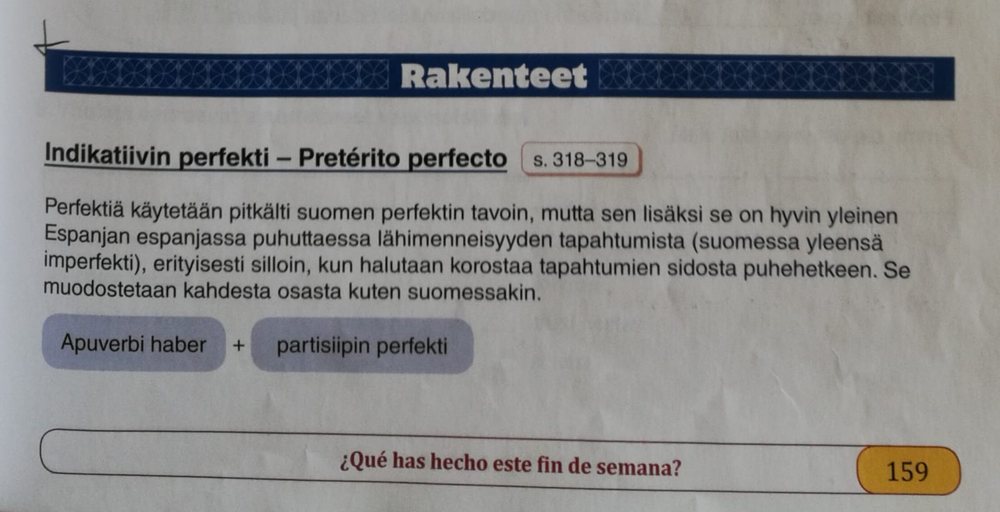 Rakenteet
Indikatiivin perfekti – Pretérito perfecto s. 318–319
Perfektiä käytetään pitkälti suomen perfektin tavoin, mutta sen lisäksi se on hyvin yleinen
Espanjan espanjassa puhuttaessa lähimenneisyyden tapahtumista (suomessa yleensä
imperfekti), erityisesti silloin, kun halutaan korostaa tapahtumien sidosta puhehetkeen. Se
muodostetaan kahdesta osasta kuten suomessakin.
Apuverbi haber + partisiipin perfekti
¿Qué has hecho este fin de semana? 159